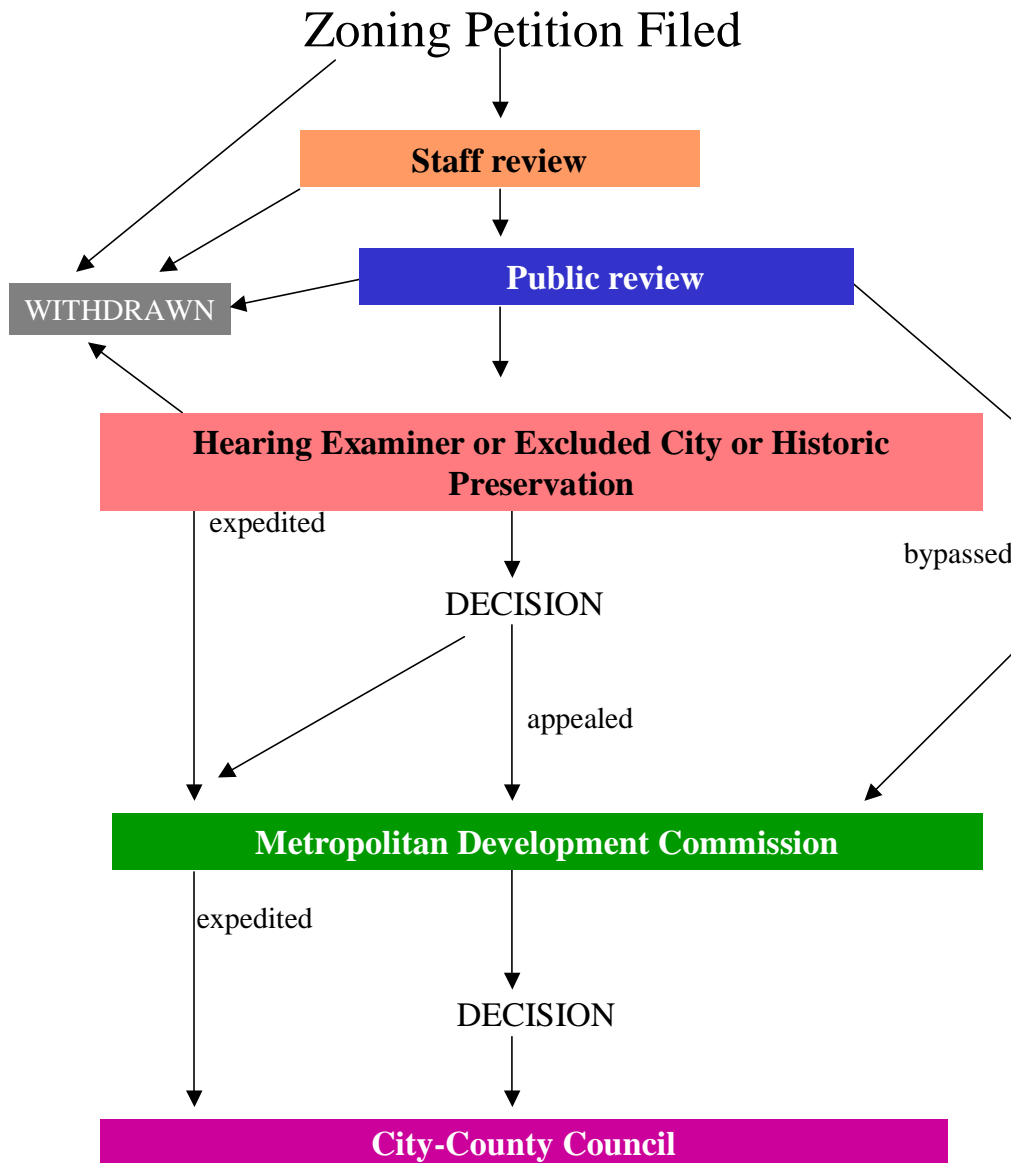 Zoning Petition Filed
Staff review
Public review
WITHDRAWN
Hearing Examiner or Excluded City or Historic
Preservation
expedited
bypassed
DECISION
appealed
Metropolitan Development Commission
expedited
DECISION
City-County Council